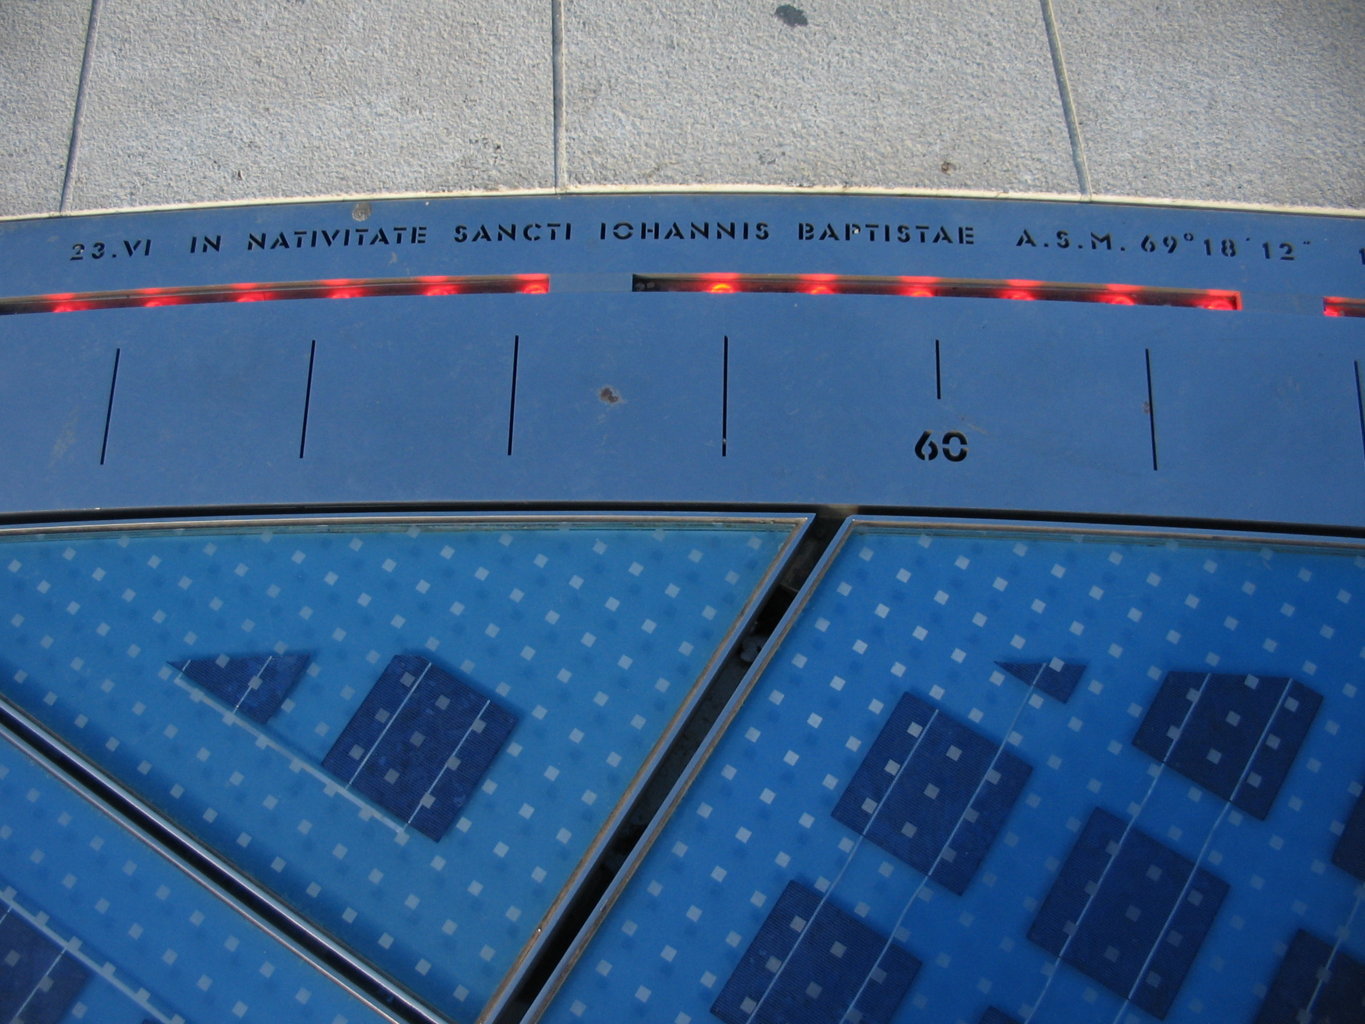 23.VI IN NATIVITATE SANCTI IOHANNIS BAPTISTAE A.S.M. 69°18′12″
60